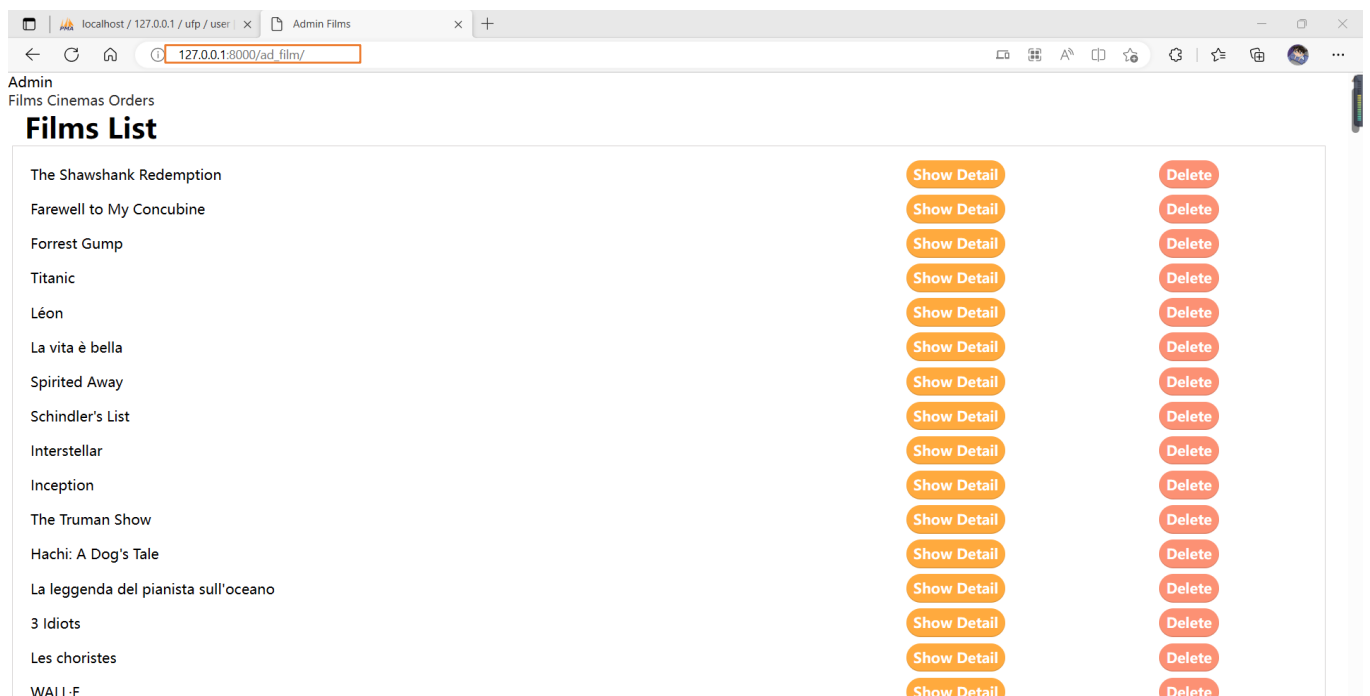 localhost / 127.0.0.1 / ufp / user
Admin Films
127.0.0.1:8000/ad_film/
Admin
Films Cinemas Orders
Films List
The Shawshank Redemption Show Detail Delete
Farewell to My Concubine Show Detail Delete
Forrest Gump Show Detail Delete
Titanic Show Detail Delete
Léon Show Detail Delete
La vita è bella Show Detail Delete
Spirited Away Show Detail Delete
Schindler's List Show Detail Delete
Interstellar Show Detail Delete
Inception Show Detail Delete
The Truman Show Show Detail Delete
Hachi: A Dog's Tale Show Detail Delete
La leggenda del pianista sull'oceano Show Detail Delete
3 Idiots Show Detail Delete
Les choristes Show Detail Delete
WALL·E Show Detail Delete